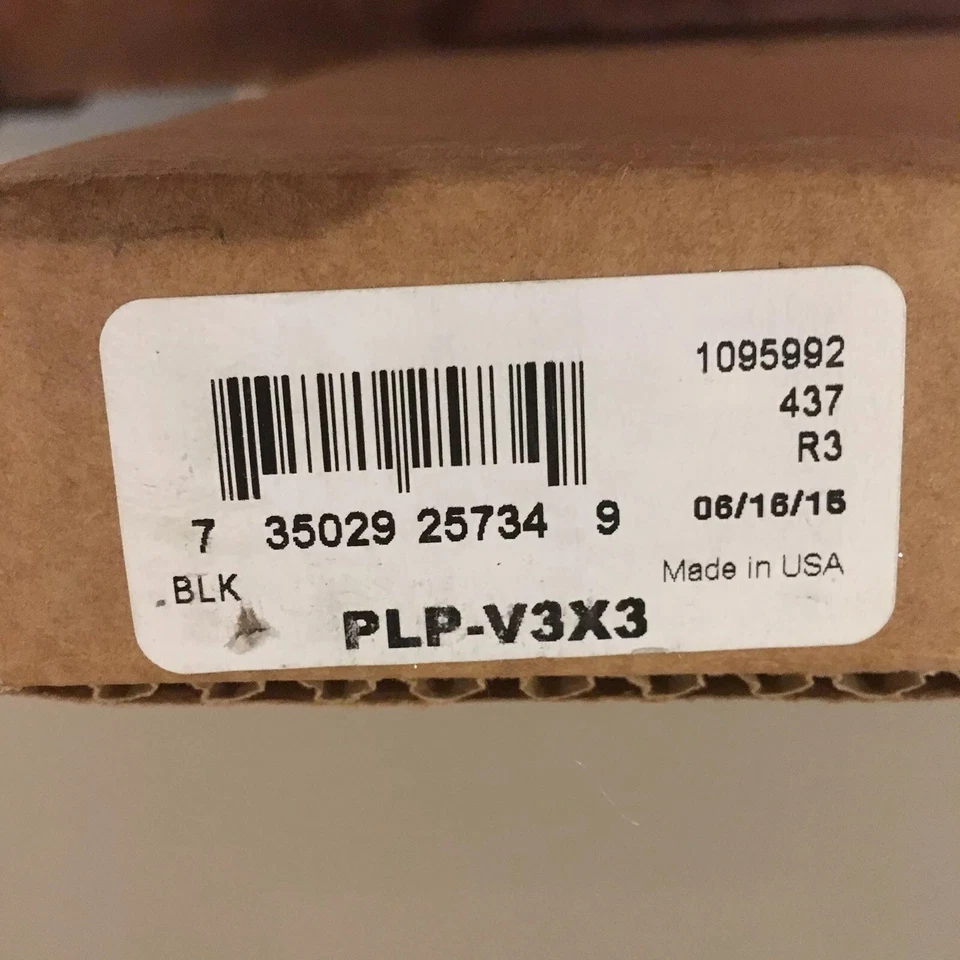 1095992
437
R3
06/16/15
7 35029 25734 9
Made in USA
BLK
PLP-V3X3